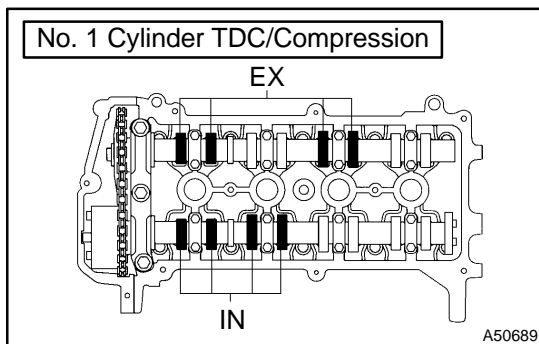 No. 1 Cylinder TDC/Compression
EX
IN
A50689